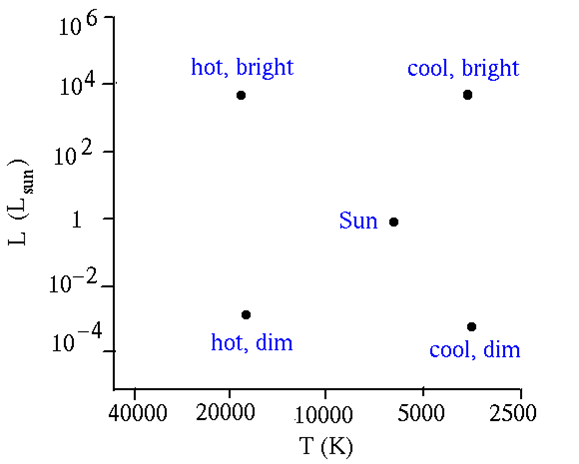 10^6
hot, bright
cool, bright
10^4
10^2
L (L_sun)
1
Sun
10^-2
hot, dim
10^-4
cool, dim
40000 20000 10000 5000 2500
T (K)